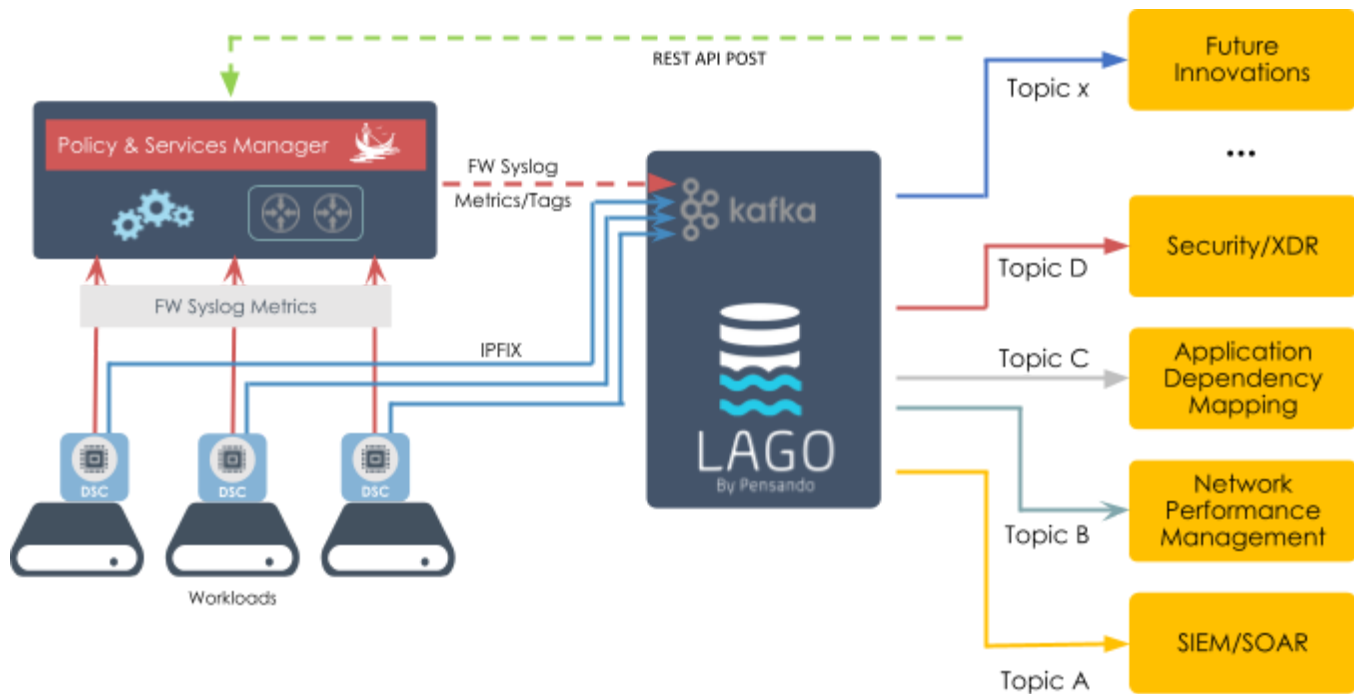 REST API POST
Policy & Services Manager
FW Syslog
Metrics/Tags
FW Syslog Metrics
IPFIX
DSC
DSC
DSC
Workloads
kafka
LAGO
By Pensando
Topic x
Future
Innovations
...
Topic D
Security/XDR
Topic C
Application
Dependency
Mapping
Topic B
Network
Performance
Management
Topic A
SIEM/SOAR